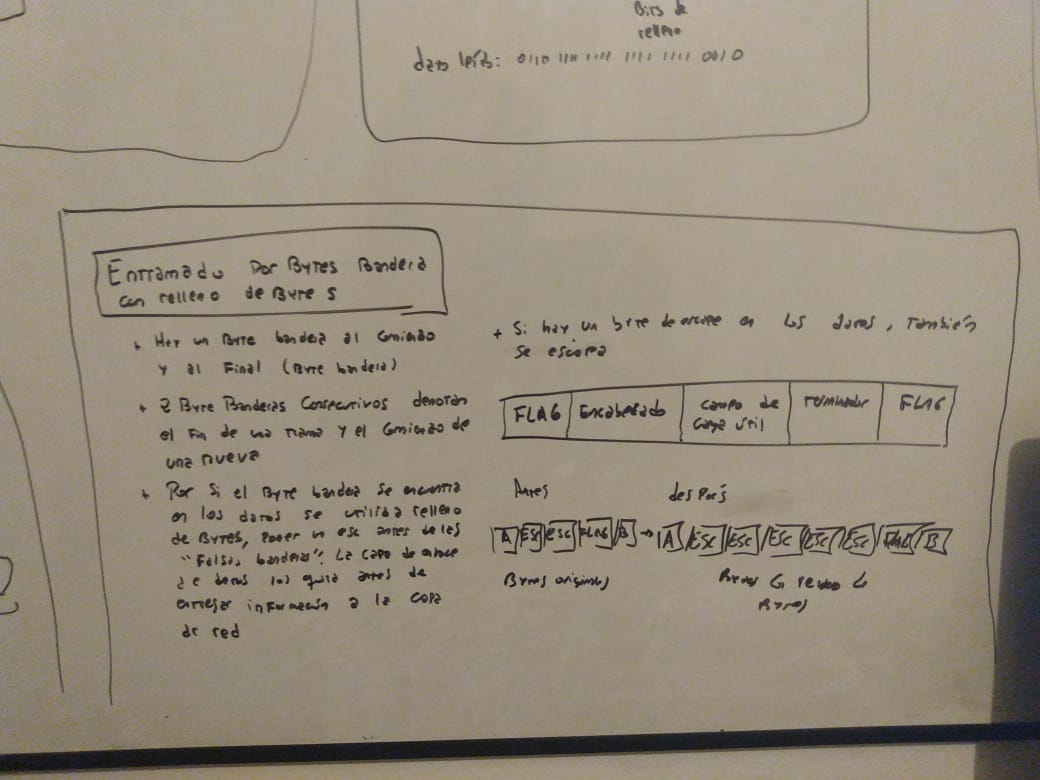 Bits de
relleno
dato leído: 0110 1111 1111 1111 1111 0010
Entramado Por Bytes Bandera
con relleno de Bytes
+ Hay un Byte bandera al Comienzo
y al Final (Byte bandera)
+ 2 Byte Banderas Consecutivos denotan
el Fin de una Trama y el Comienzo de
una nueva
+ Por Si el Byte bandera se encuentra
en los datos se utiliza relleno
de Bytes, Poner un esc antes de las
"Falsas banderas". La capa de enlace
de datos los quita antes de
entregar información a la capa
de red
+ Si hay un byte de escape en los datos, También
Se escapa
FLAG Encabezado campo de Terminador FLAG
carga útil
Antes después
A ESC ESC FLAG B → A ESC ESC ESC ESC ESC FLAG B
Bytes originales Bytes relleno de
Bytes